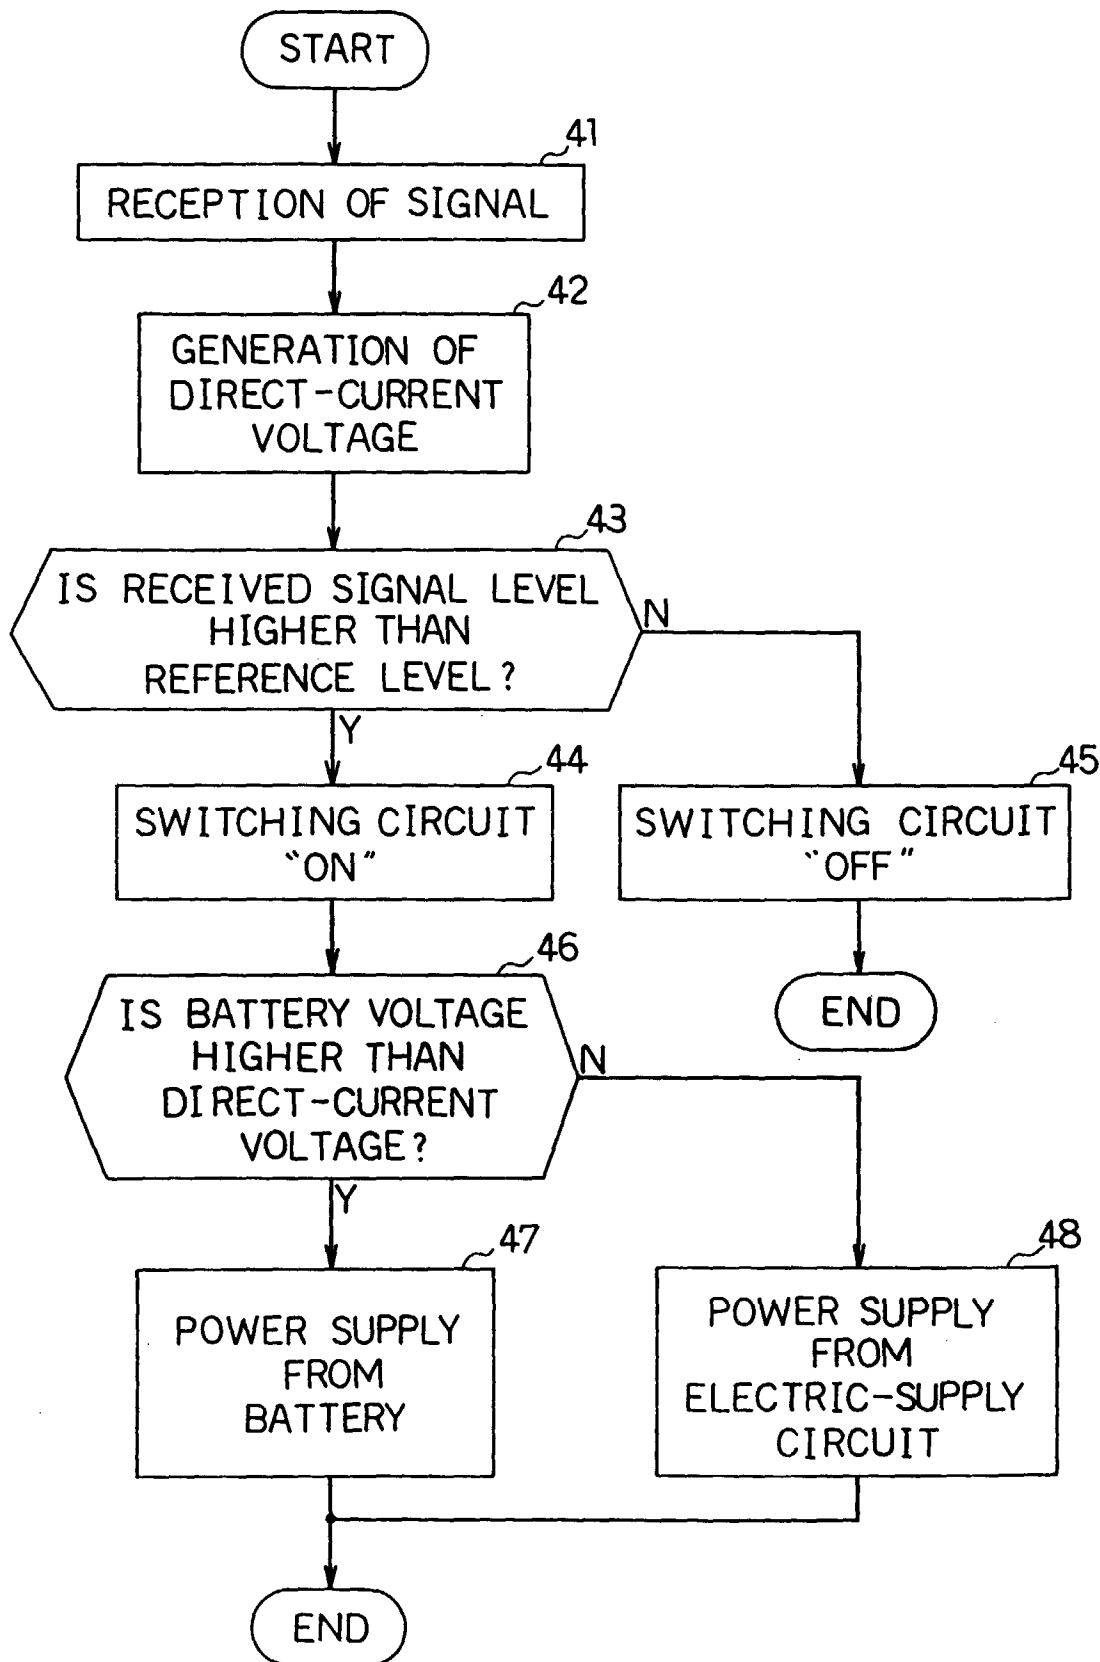 START
41
RECEPTION OF SIGNAL
42
GENERATION OF
DIRECT-CURRENT
VOLTAGE
43
IS RECEIVED SIGNAL LEVEL
HIGHER THAN
REFERENCE LEVEL?
N
Y
44
SWITCHING CIRCUIT
"ON"
45
SWITCHING CIRCUIT
"OFF"
END
46
IS BATTERY VOLTAGE
HIGHER THAN
DIRECT-CURRENT
VOLTAGE?
N
Y
47
POWER SUPPLY
FROM
BATTERY
48
POWER SUPPLY
FROM
ELECTRIC-SUPPLY
CIRCUIT
END